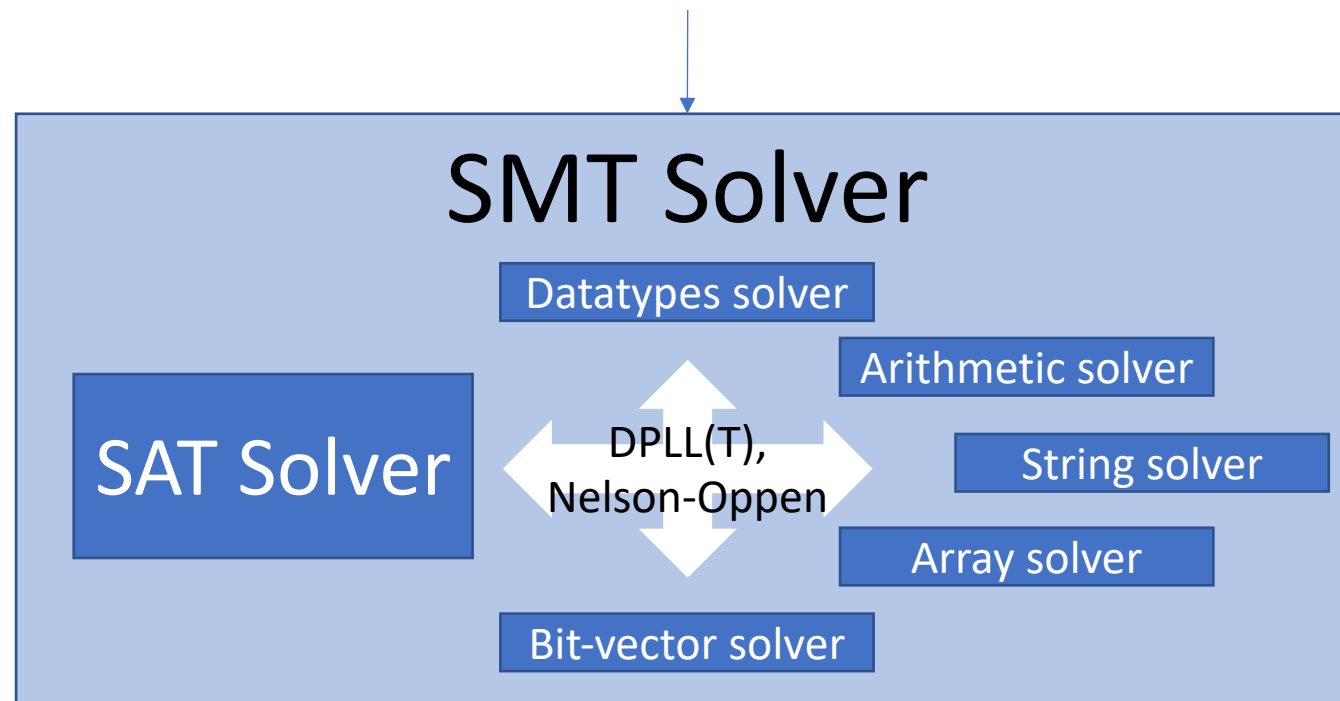 SMT Solver
Datatypes solver
Arithmetic solver
SAT Solver
DPLL(T),
Nelson-Oppen
String solver
Array solver
Bit-vector solver